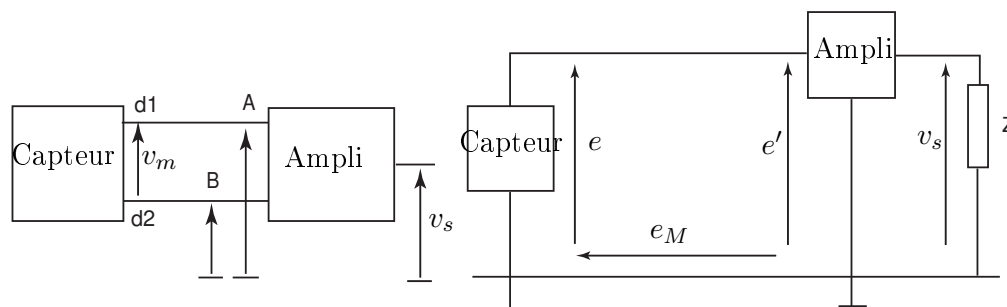 d1
A
Capteur
v_m
Ampli
B
d2
v_s
Ampli
Capteur
e
e'
v_s
z
e_M